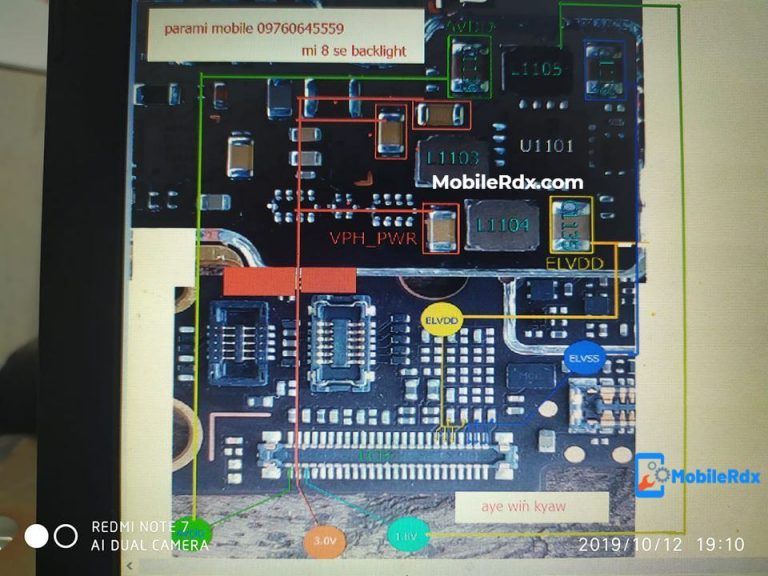 parami mobile 09760645559
mi 8 se backlight
AVDD
L1105
U1101
L1103
MobileRdx.com
L1104
VPH_PWR
ELVDD
ELVDD
ELVSS
MobileRdx
aye win kyaw
3.0V
1.8V
REDMI NOTE 7
AI DUAL CAMERA
2019/10/12 19:10